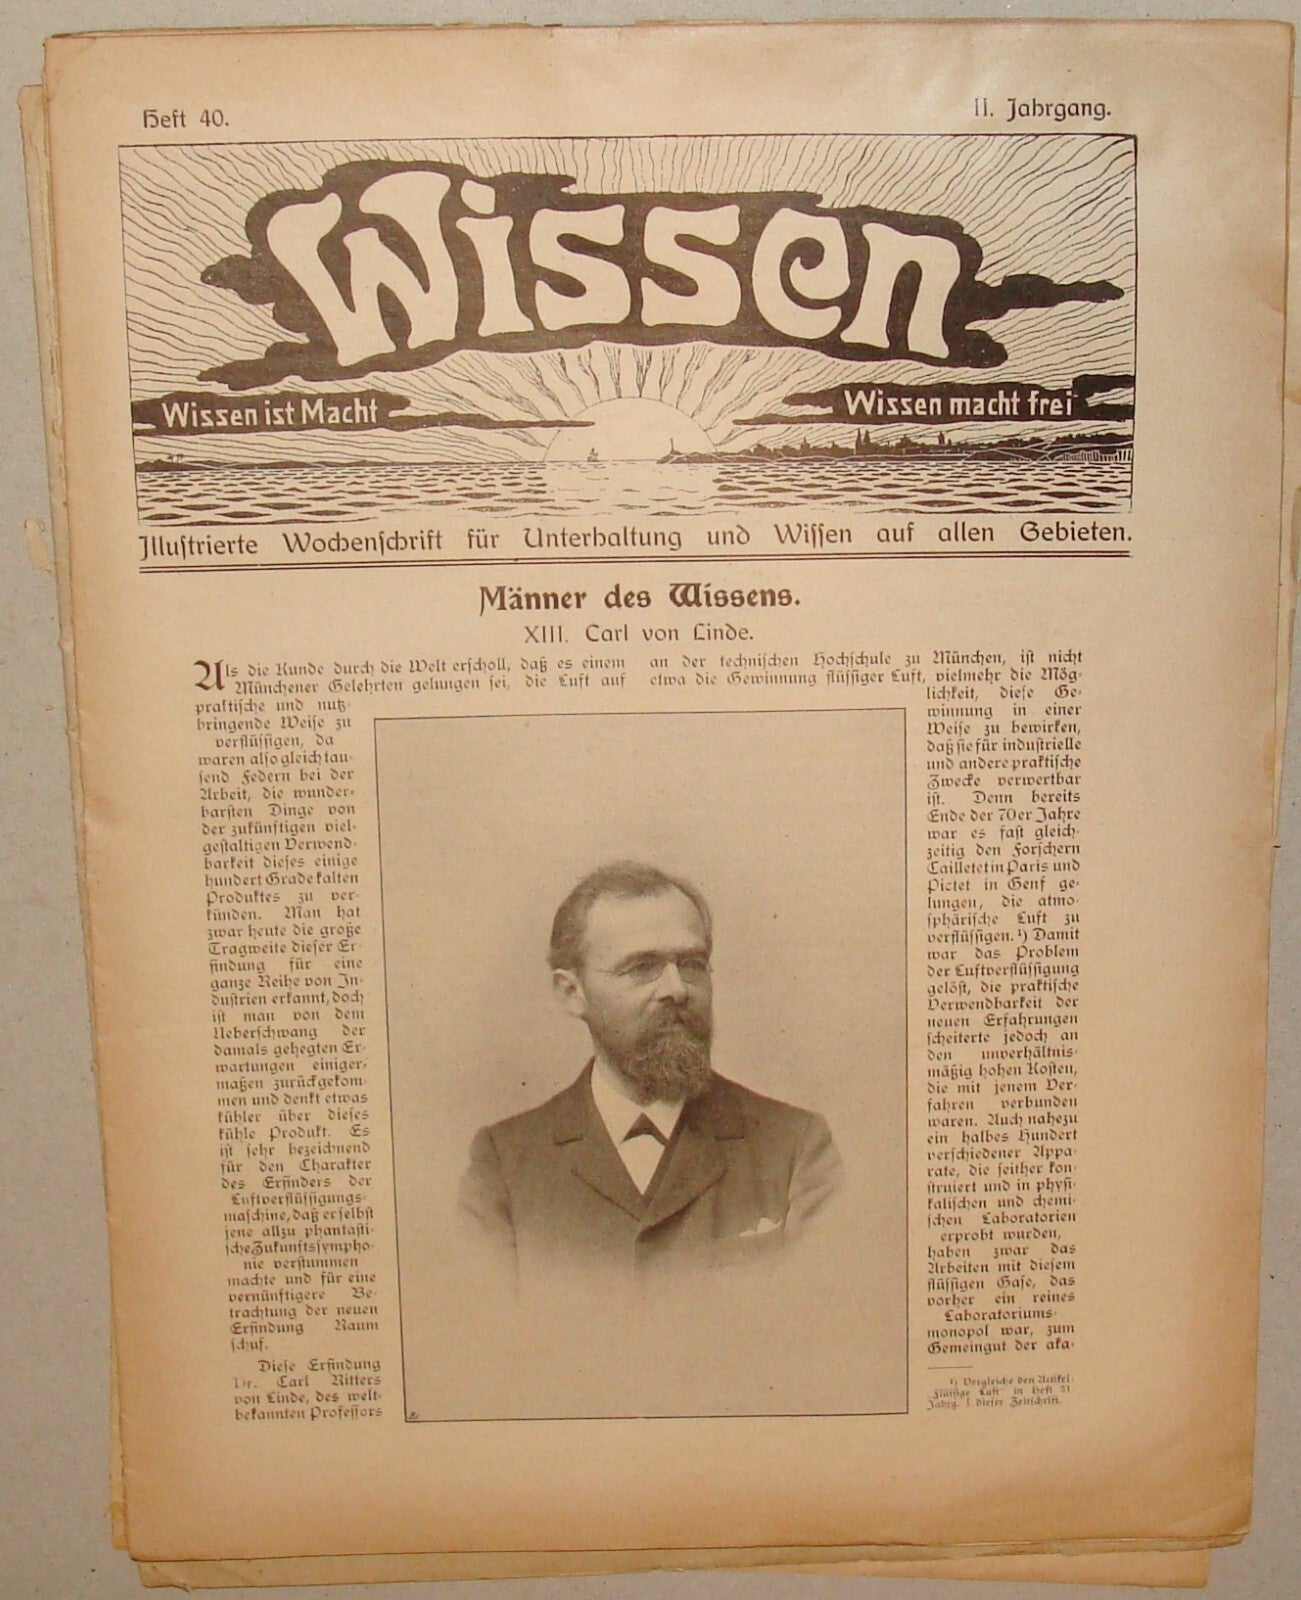 Heft 40.
II. Jahrgang.
Wissen
Wissen ist Macht
Wissen macht frei
Illustrierte Wochenschrift für Unterhaltung und Wissen auf allen Gebieten.
Männer des Wissens.
XIII. Carl von Linde.
Als die Kunde durch die Welt erscholl, daß es einem
Münchener Gelehrten gelungen sei, die Luft auf
praktische und nutz-
bringende Weise zu
verflüssigen, da
waren also gleich tau-
send Federn bei der
Arbeit, die wunder-
barsten Dinge von
der zukünftigen viel-
gestaltigen Verwend-
barkeit dieses einige
hundert Grade kalten
Produktes zu ver-
künden. Man hat
zwar heute die große
Tragweite dieser Er-
findung für eine
ganze Reihe von In-
dustrien erkannt, doch
ist man von dem
Ueberschwang der
damals gehegten Er-
wartungen einiger-
maßen zurückgekom-
men und denkt etwas
kühler über dieses
kühle Produkt. Es
ist sehr bezeichnend
für den Charakter
des Erfinders der
Luftverflüssigungs-
maschine, daß er selbst
jene allzu phantasti-
sche Zukunftssympho-
nie verstummen
machte und für eine
vernünftigere Be-
trachtung der neuen
Erfindung Raum
schuf.
Diese Erfindung
Dr. Carl Ritters
von Linde, des welt-
bekannten Professors
an der technischen Hochschule zu München, ist nicht
etwa die Gewinnung flüssiger Luft, vielmehr die Mög-
lichkeit, diese Ge-
winnung in einer
Weise zu bewirken,
daß sie für industrielle
und andere praktische
Zwecke verwertbar
ist. Denn bereits
Ende der 70er Jahre
war es fast gleich-
zeitig den Forschern
Cailletet in Paris und
Pictet in Genf ge-
lungen, die atmo-
sphärische Luft zu
verflüssigen.¹) Damit
war das Problem
der Luftverflüssigung
gelöst, die praktische
Verwendbarkeit der
neuen Erfahrungen
scheiterte jedoch an
den unverhältnis-
mäßig hohen Kosten,
die mit jenem Ver-
fahren verbunden
waren. Auch nahezu
ein halbes Hundert
verschiedener Appa-
rate, die seither kon-
struiert und in physi-
kalischen und chemi-
schen Laboratorien
erprobt wurden,
haben zwar das
Arbeiten mit diesem
flüssigen Gase, das
vorher ein reines
Laboratoriums-
monopol war, zum
Gemeingut der aka-
¹) Vergleiche den Artikel
„Flüssige Luft“ in Heft 51
Jahrg. I dieser Zeitschrift.